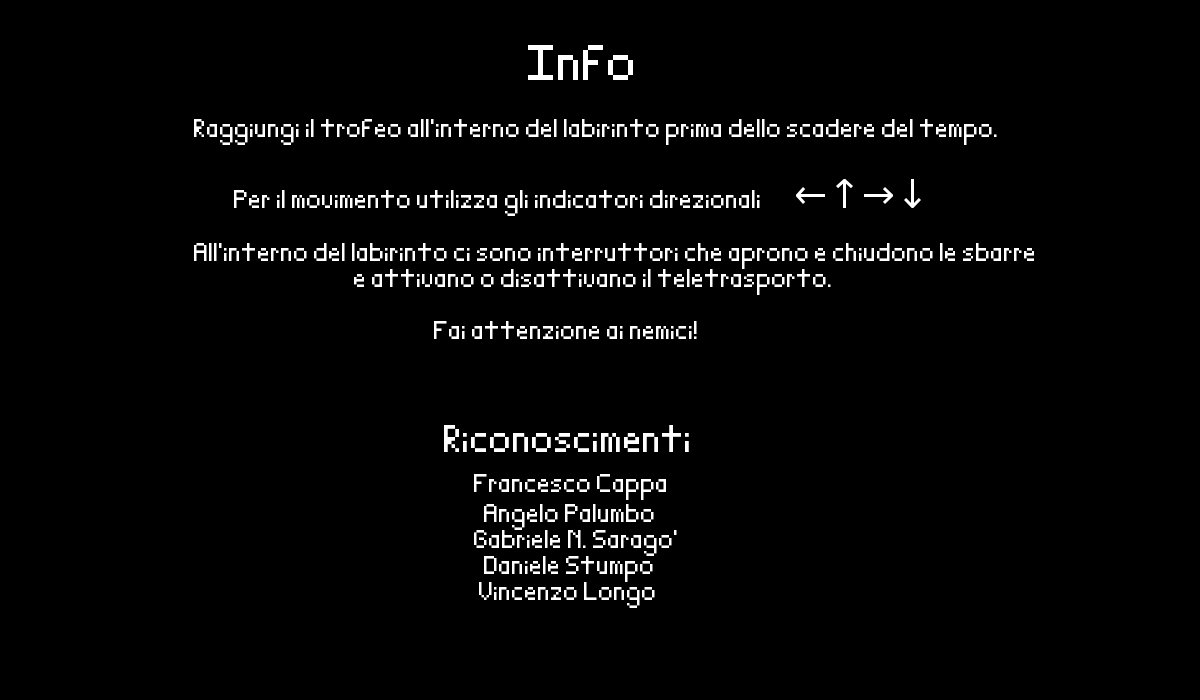 Info
Raggiungi il trofeo all'interno del labirinto prima dello scadere del tempo.
Per il movimento utilizza gli indicatori direzionali ←↑→↓
All'interno del labirinto ci sono interruttori che aprono e chiudono le sbarre
e attivano o disattivano il teletrasporto.
Fai attenzione ai nemici!
Riconoscimenti
Francesco Cappa
Angelo Palumbo
Gabriele N. Sarago'
Daniele Stumpo
Vincenzo Longo